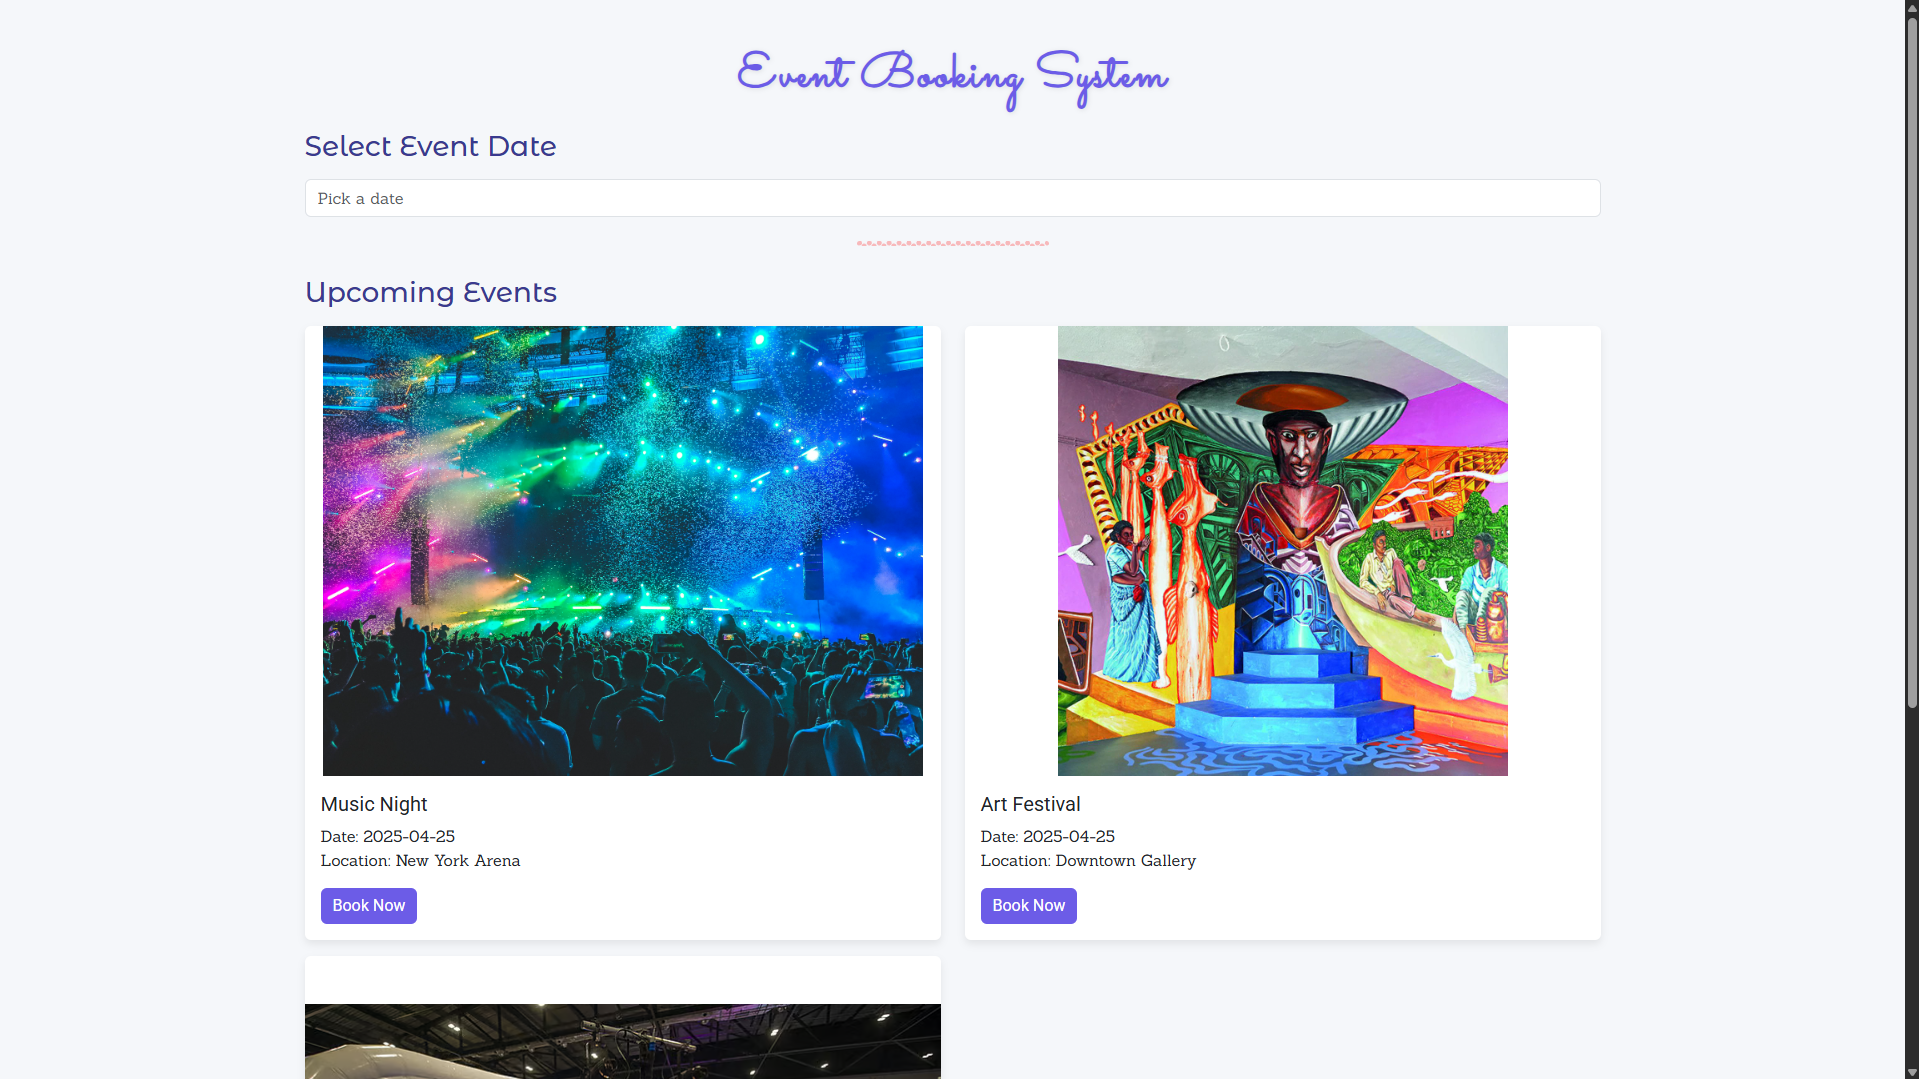 Event Booking System
Select Event Date
Pick a date
Upcoming Events
Music Night
Date: 2025-04-25
Location: New York Arena
Book Now
Art Festival
Date: 2025-04-25
Location: Downtown Gallery
Book Now